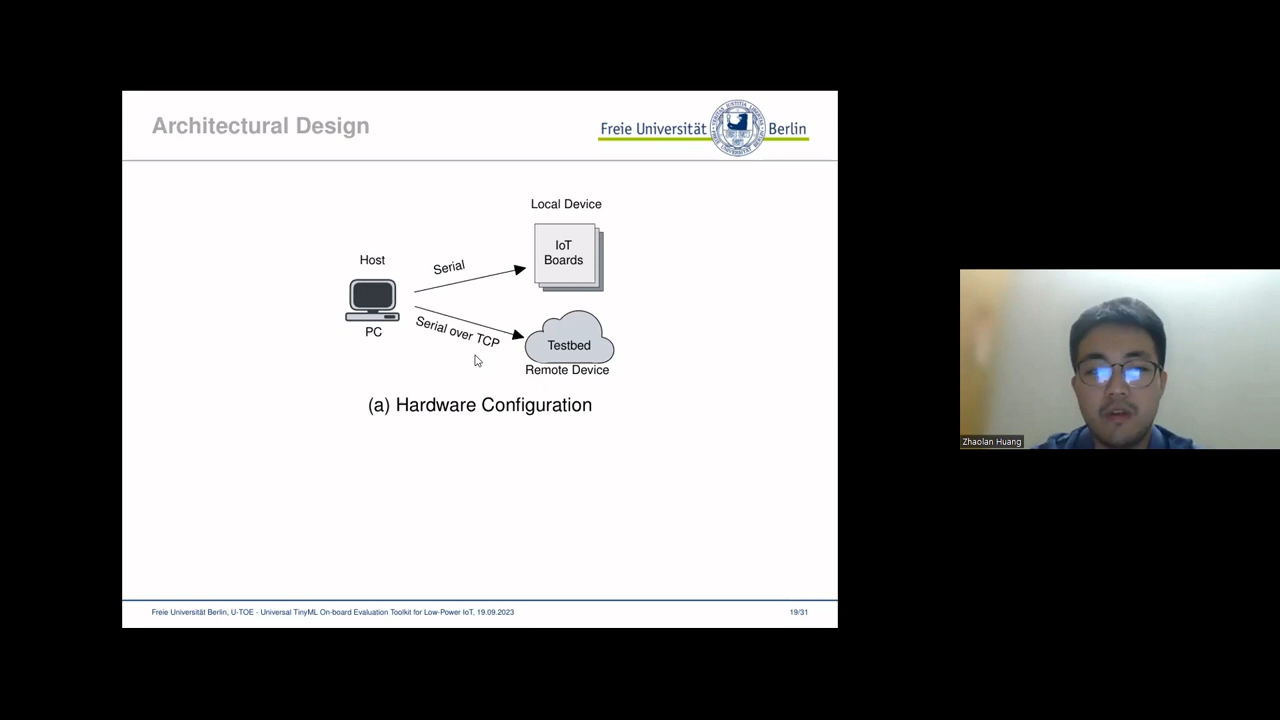 Architectural Design
Freie Universität Berlin
Local Device
IoT
Boards
Host
Serial
PC
Serial over TCP
Testbed
Remote Device
(a) Hardware Configuration
Zhaolan Huang
Freie Universität Berlin, U-TOE - Universal TinyML On-board Evaluation Toolkit for Low-Power IoT, 19.09.2023
19/31